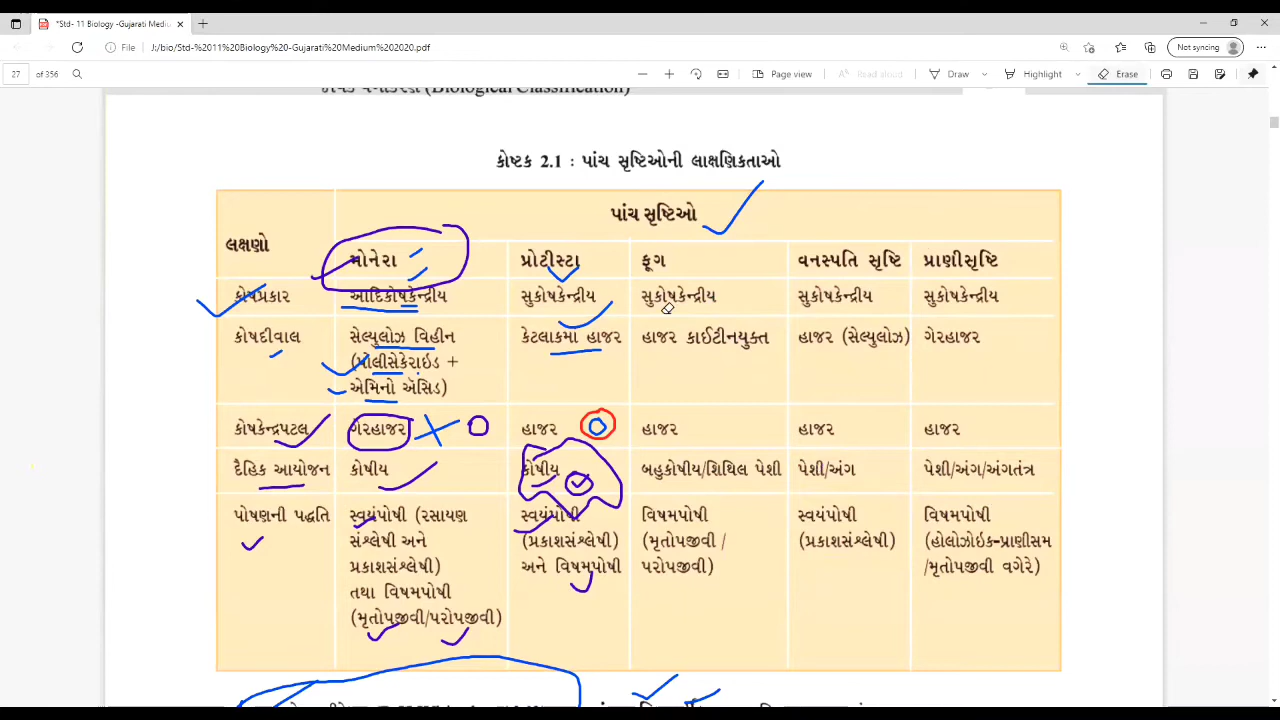 *Std- 11 Biology -Gujarati Mediu
File
J:/bio/Std-%2011%20Biology%20-Gujarati%20Medium%202020.pdf
Not syncing
27 of 356
Page view
Read aloud
Draw
Highlight
Erase
(Biological Classification)
કોષ્ટક 2.1 : પાંચ સૃષ્ટિઓની લાક્ષણિકતાઓ
લક્ષણો
પાંચ સૃષ્ટિઓ
મોનેરા પ્રોટીસ્ટા ફૂગ વનસ્પતિ સૃષ્ટિ પ્રાણીસૃષ્ટિ
કોષપ્રકાર આદિકોષકેન્દ્રીય સુકોષકેન્દ્રીય સુકોષકેન્દ્રીય સુકોષકેન્દ્રીય સુકોષકેન્દ્રીય
કોષદીવાલ સેલ્યુલોઝ વિહીન કેટલાકમાં હાજર હાજર કાઈટીનયુક્ત હાજર (સેલ્યુલોઝ) ગેરહાજર
(પોલીસેકેરાઇડ +
એમિનો ઍસિડ)
કોષકેન્દ્રપટલ ગેરહાજર હાજર હાજર હાજર હાજર
દૈહિક આયોજન કોષીય કોષીય બહુકોષીય/શિથિલ પેશી પેશી/અંગ પેશી/અંગ/અંગતંત્ર
પોષણની પદ્ધતિ સ્વયંપોષી (રસાયણ સ્વયંપોષી વિષમપોષી સ્વયંપોષી વિષમપોષી
સંશ્લેષી અને (પ્રકાશસંશ્લેષી) (મૃતોપજીવી / (પ્રકાશસંશ્લેષી) (હોલોઝોઇક-પ્રાણીસમ
પ્રકાશસંશ્લેષી) અને વિષમપોષી પરોપજીવી) /મૃતોપજીવી વગેરે)
તથા વિષમપોષી
(મૃતોપજીવી/પરોપજીવી)